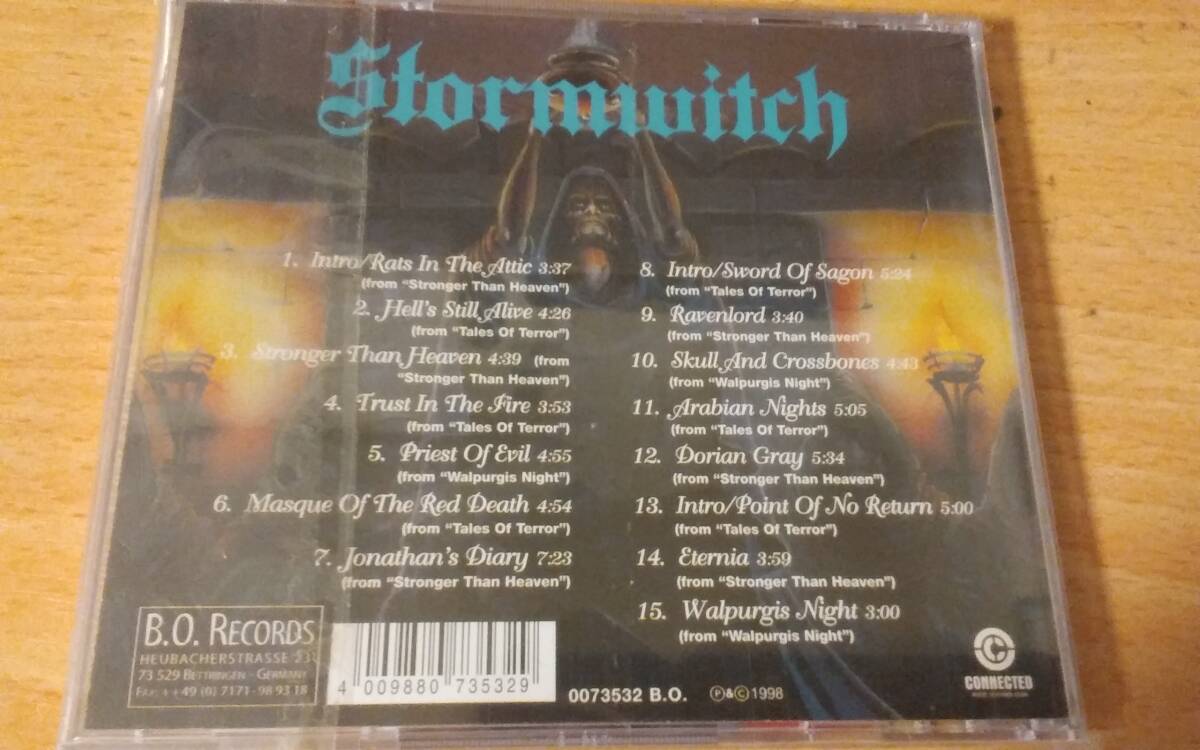 Stormwitch
1. Intro/Rats In The Attic 3:37
(from "Stronger Than Heaven")
2. Hell's Still Alive 4:26
(from "Tales Of Terror")
3. Stronger Than Heaven 4:39 (from
"Stronger Than Heaven")
4. Trust In The Fire 3:53
(from "Tales Of Terror")
5. Priest Of Evil 4:55
(from "Walpurgis Night")
6. Masque Of The Red Death 4:54
(from "Tales Of Terror")
7. Jonathan's Diary 7:23
(from "Stronger Than Heaven")
8. Intro/Sword Of Sagon 5:24
(from "Tales Of Terror")
9. Ravenlord 3:40
(from "Stronger Than Heaven")
10. Skull And Crossbones 4:43
(from "Walpurgis Night")
11. Arabian Nights 5:05
(from "Tales Of Terror")
12. Dorian Gray 5:34
(from "Stronger Than Heaven")
13. Intro/Point Of No Return 5:00
(from "Tales Of Terror")
14. Eternia 3:59
(from "Stronger Than Heaven")
15. Walpurgis Night 3:00
(from "Walpurgis Night")
B.O. RECORDS
HEUBACHERSTRASSE 23
73 529 BETTRINGEN - GERMANY
FAX: ++49 (0) 7171 - 98 93 18
4 009880 735329
0073532 B.O. ℗&© 1998
CONNECTED